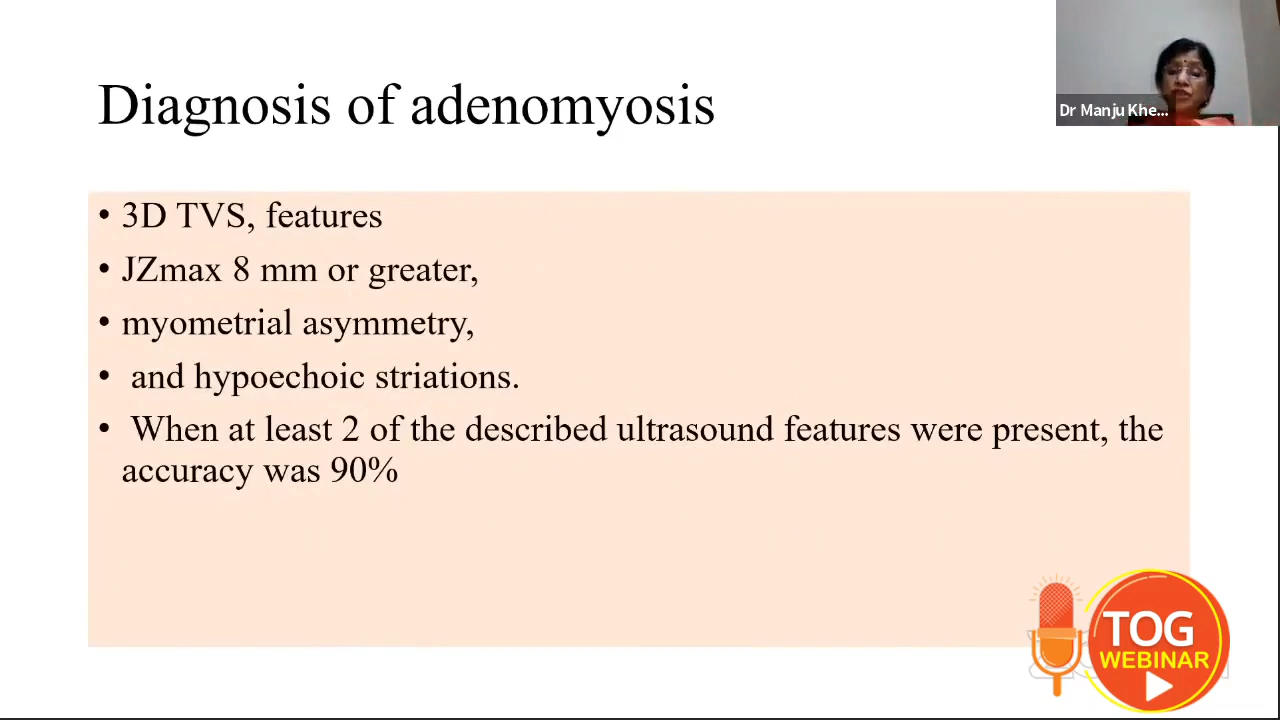 Dr Manju Khe...
Diagnosis of adenomyosis
• 3D TVS, features
• JZmax 8 mm or greater,
• myometrial asymmetry,
• and hypoechoic striations.
• When at least 2 of the described ultrasound features were present, the
accuracy was 90%
TOG
WEBINAR